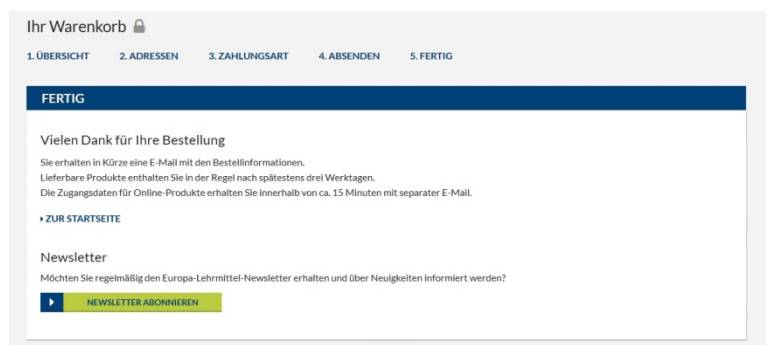 Ihr Warenkorb
1. ÜBERSICHT 2. ADRESSEN 3. ZAHLUNGSART 4. ABSENDEN 5. FERTIG
FERTIG
Vielen Dank für Ihre Bestellung
Sie erhalten in Kürze eine E-Mail mit den Bestellinformationen.
Lieferbare Produkte enthalten Sie in der Regel nach spätestens drei Werktagen.
Die Zugangsdaten für Online-Produkte erhalten Sie innerhalb von ca. 15 Minuten mit separater E-Mail.
ZUR STARTSEITE
Newsletter
Möchten Sie regelmäßig den Europa-Lehrmittel-Newsletter erhalten und über Neuigkeiten informiert werden?
NEWSLETTER ABONNIEREN